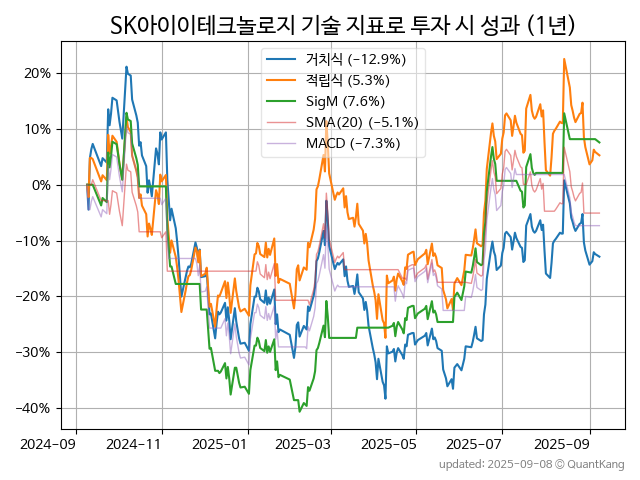 SK아이이테크놀로지 기술 지표로 투자 시 성과 (1년)
거치식 (−12.9%)
적립식 (5.3%)
SigM (7.6%)
SMA(20) (−5.1%)
MACD (−7.3%)
20%
10%
0%
−10%
−20%
−30%
−40%
2024-09 2024-11 2025-01 2025-03 2025-05 2025-07 2025-09
updated: 2025-09-08 ⓒ QuantKang